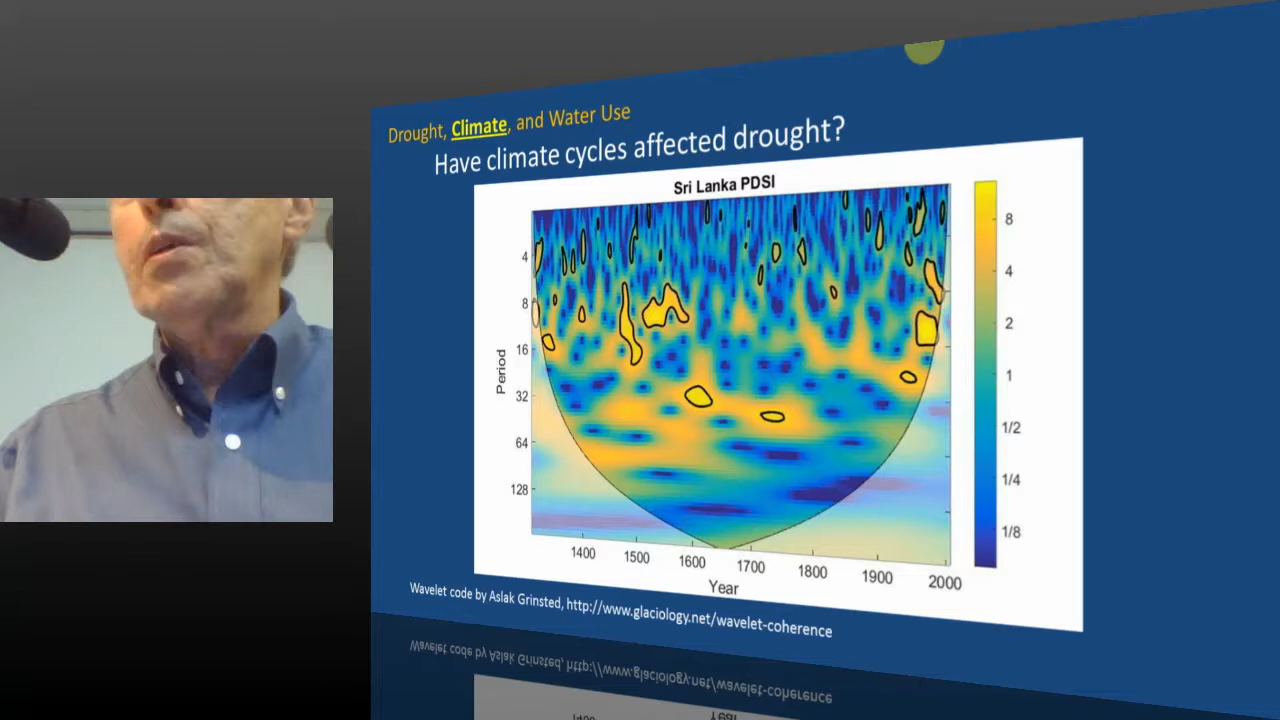 Drought, Climate, and Water Use
Have climate cycles affected drought?
Sri Lanka PDSI
Period
4
8
16
32
64
128
1400 1500 1600 1700 1800 1900 2000
Year
8
4
2
1
1/2
1/4
1/8
Wavelet code by Aslak Grinsted, http://www.glaciology.net/wavelet-coherence